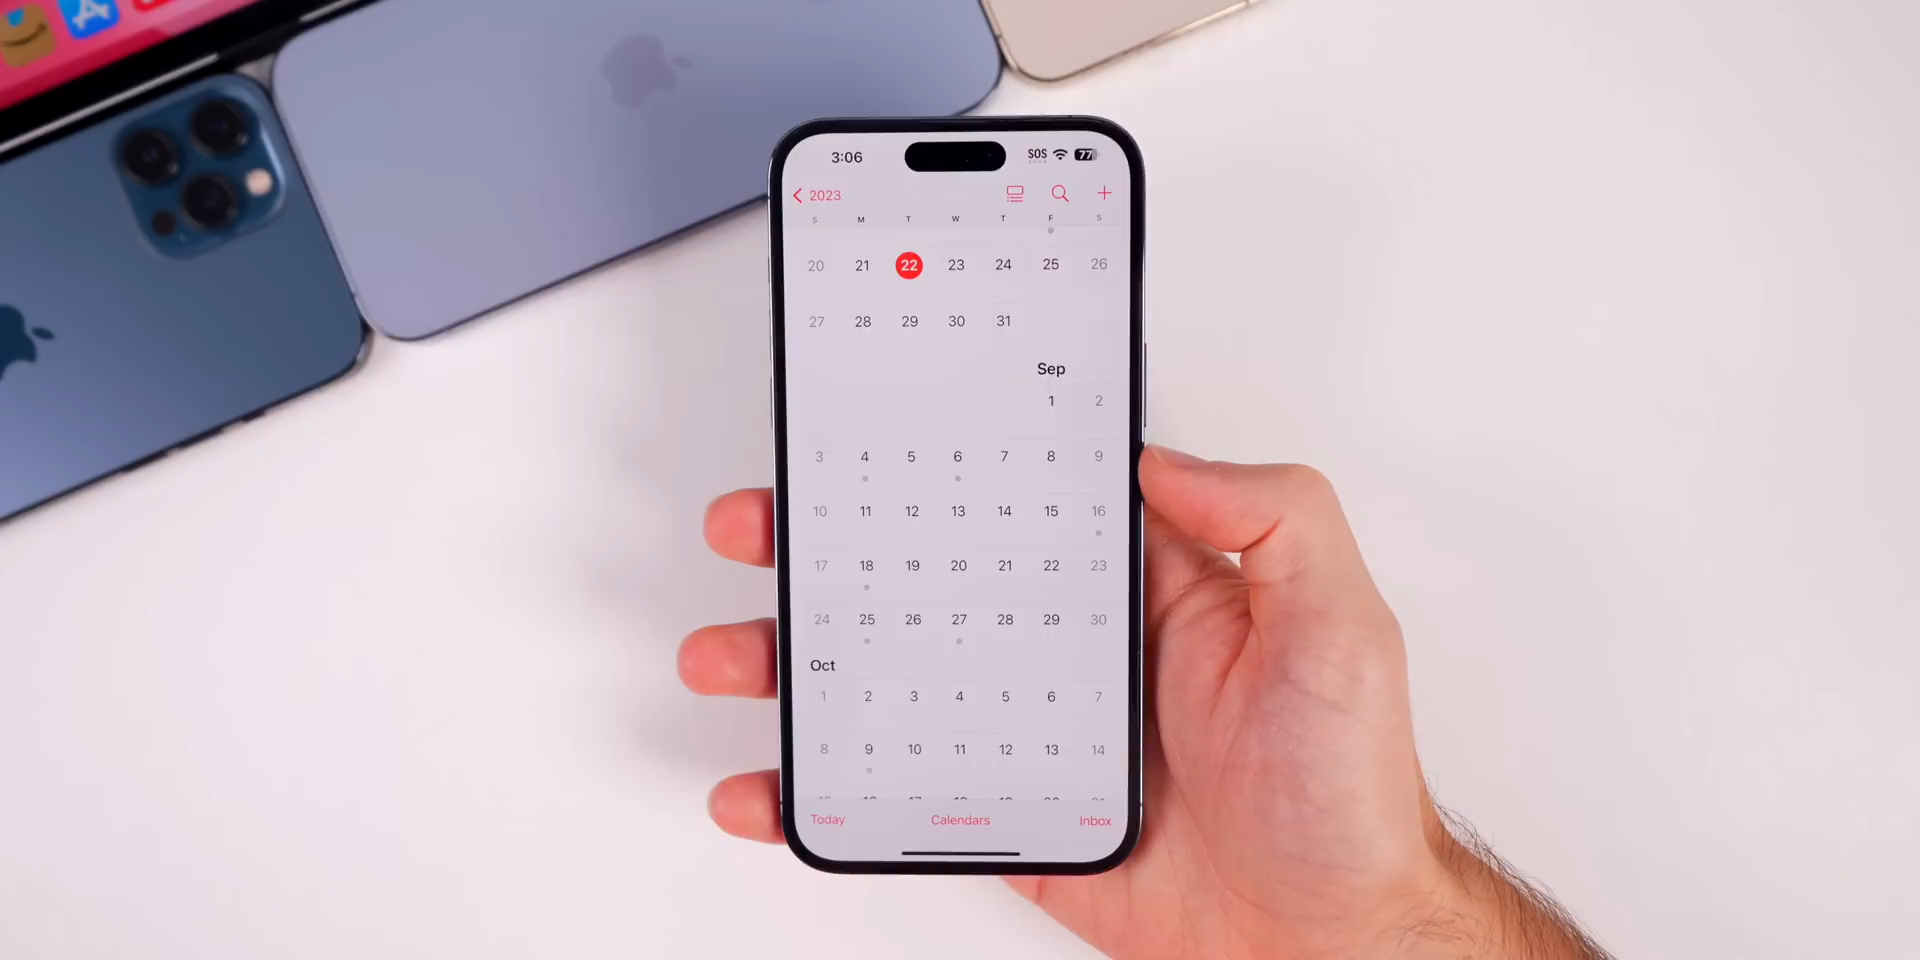 3:06 SOS 77
2023
S M T W T F S
20 21 22 23 24 25 26
27 28 29 30 31
Sep
1 2
3 4 5 6 7 8 9
10 11 12 13 14 15 16
17 18 19 20 21 22 23
24 25 26 27 28 29 30
Oct
1 2 3 4 5 6 7
8 9 10 11 12 13 14
Today Calendars Inbox